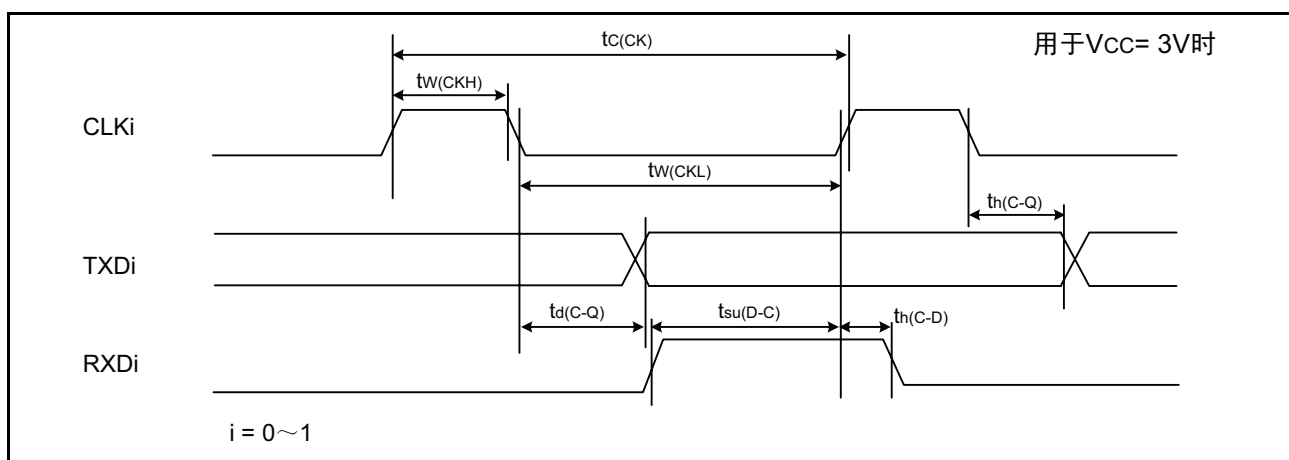 tC(CK)
用于VCC= 3V时
tW(CKH)
CLKi
tW(CKL)
th(C-Q)
TXDi
td(C-Q)
tsu(D-C)
th(C-D)
RXDi
i = 0～1